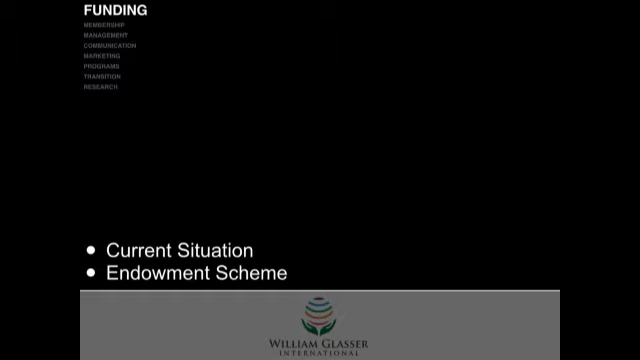 FUNDING
MEMBERSHIP
MANAGEMENT
COMMUNICATION
MARKETING
PROGRAMS
TRANSITION
RESEARCH
• Current Situation
• Endowment Scheme
WILLIAM GLASSER
INTERNATIONAL